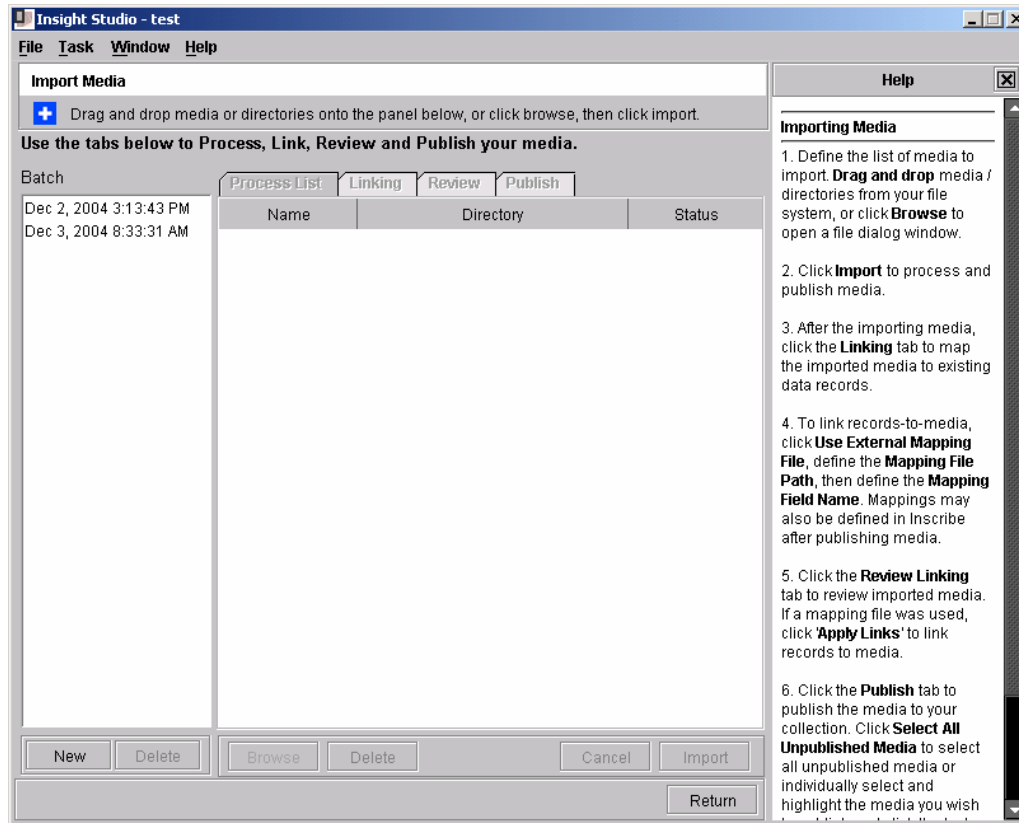 Insight Studio - test
File Task Window Help
Import Media
Drag and drop media or directories onto the panel below, or click browse, then click import.
Use the tabs below to Process, Link, Review and Publish your media.
Batch
Process List Linking Review Publish
Name Directory Status
Dec 2, 2004 3:13:43 PM
Dec 3, 2004 8:33:31 AM
New Delete
Browse Delete Cancel Import
Return
Help
Importing Media
1. Define the list of media to
import. Drag and drop media /
directories from your file
system, or click Browse to
open a file dialog window.
2. Click Import to process and
publish media.
3. After the importing media,
click the Linking tab to map
the imported media to existing
data records.
4. To link records-to-media,
click Use External Mapping
File, define the Mapping File
Path, then define the Mapping
Field Name. Mappings may
also be defined in Inscribe
after publishing media.
5. Click the Review Linking
tab to review imported media.
If a mapping file was used,
click 'Apply Links' to link
records to media.
6. Click the Publish tab to
publish the media to your
collection. Click Select All
Unpublished Media to select
all unpublished media or
individually select and
highlight the media you wish